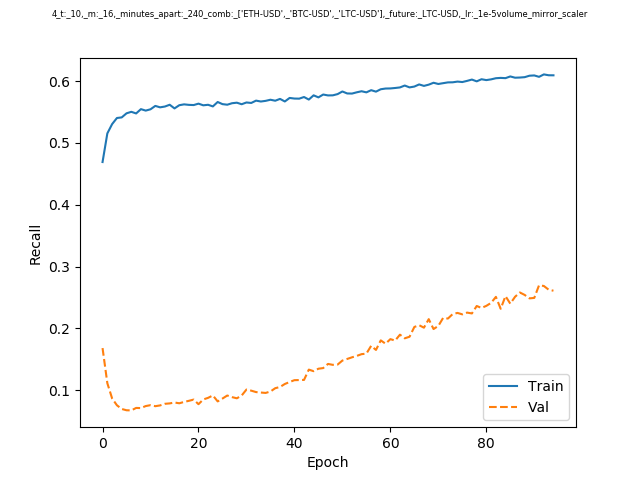 4_t:_10,_m:_16,_minutes_apart:_240_comb:_['ETH-USD',_'BTC-USD',_'LTC-USD'],_future:_LTC-USD,_lr:_1e-5volume_mirror_scaler
0.6
0.5
0.4
0.3
0.2
0.1
Recall
Train
Val
0 20 40 60 80
Epoch